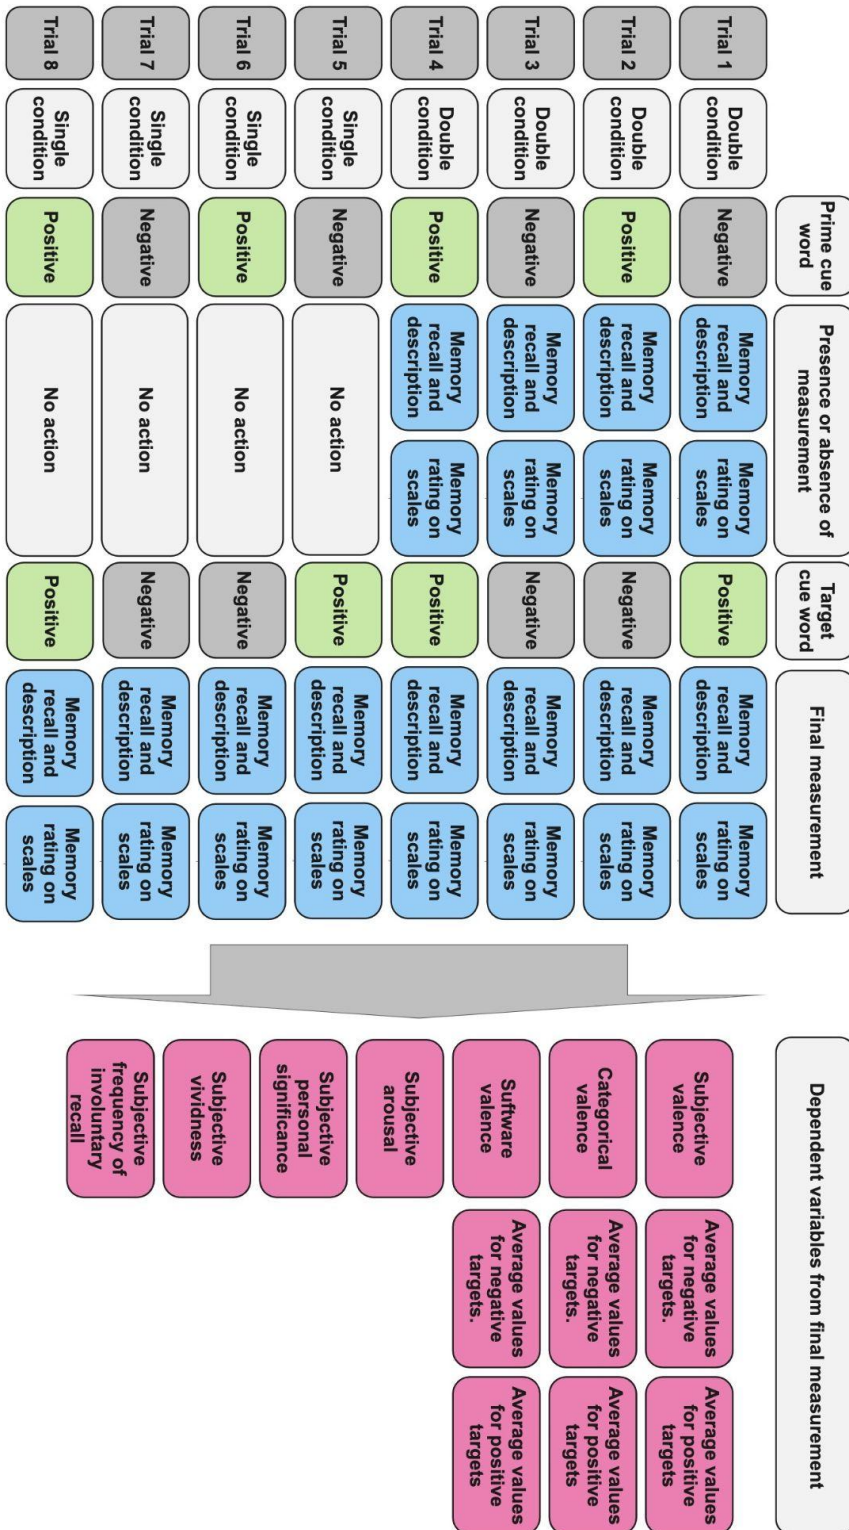 Prime cue
word
Presence or absence of
measurement
Target
cue word
Final measurement
Dependent variables from final measurement
Trial 1
Double
condition
Negative
Memory
recall and
description
Memory
rating on
scales
Positive
Memory
recall and
description
Memory
rating on
scales
Trial 2
Double
condition
Positive
Memory
recall and
description
Memory
rating on
scales
Negative
Memory
recall and
description
Memory
rating on
scales
Trial 3
Double
condition
Negative
Memory
recall and
description
Memory
rating on
scales
Negative
Memory
recall and
description
Memory
rating on
scales
Trial 4
Double
condition
Positive
Memory
recall and
description
Memory
rating on
scales
Positive
Memory
recall and
description
Memory
rating on
scales
Trial 5
Single
condition
Negative
No action
Positive
Memory
recall and
description
Memory
rating on
scales
Trial 6
Single
condition
Positive
No action
Negative
Memory
recall and
description
Memory
rating on
scales
Trial 7
Single
condition
Negative
No action
Negative
Memory
recall and
description
Memory
rating on
scales
Trial 8
Single
condition
Positive
No action
Positive
Memory
recall and
description
Memory
rating on
scales
Subjective
valence
Average values
for negative
targets.
Average values
for positive
targets
Categorical
valence
Average values
for negative
targets.
Average values
for positive
targets
Suftware
valence
Average values
for negative
targets.
Average values
for positive
targets
Subjective
arousal
Subjective
personal
significance
Subjective
vividness
Subjective
frequency of
involuntary
recall